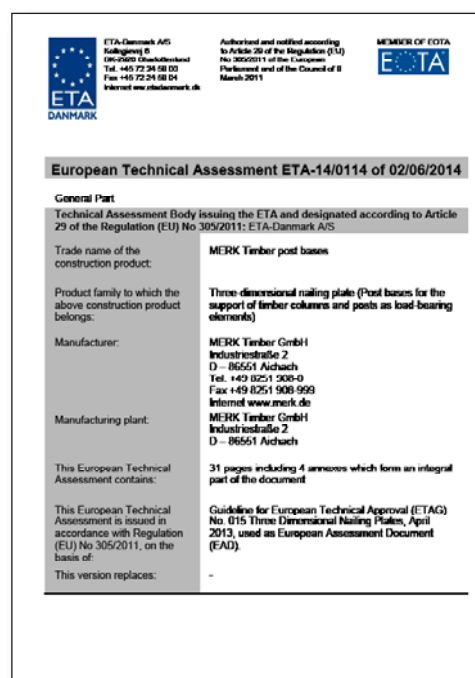 ETA
DANMARK
ETA-Danmark A/S
Kollegievej 6
DK-2920 Charlottenlund
Tel. +45 72 24 59 00
Fax +45 72 24 59 04
Internet www.etadanmark.dk
Authorised and notified according
to Article 29 of the Regulation (EU)
No 305/2011 of the European
Parliament and of the Council of 9
March 2011
MEMBER OF EOTA
EOTA
European Technical Assessment ETA-14/0114 of 02/06/2014
General Part
Technical Assessment Body issuing the ETA and designated according to Article
29 of the Regulation (EU) No 305/2011: ETA-Danmark A/S
Trade name of the
construction product:
MERK Timber post bases
Product family to which the
above construction product
belongs:
Three-dimensional nailing plate (Post bases for the
support of timber columns and posts as load-bearing
elements)
Manufacturer:
MERK Timber GmbH
Industriestraße 2
D – 86551 Aichach
Tel. +49 8251 908-0
Fax +49 8251 908-999
Internet www.merk.de
Manufacturing plant:
MERK Timber GmbH
Industriestraße 2
D – 86551 Aichach
This European Technical
Assessment contains:
31 pages including 4 annexes which form an integral
part of the document
This European Technical
Assessment is issued in
accordance with Regulation
(EU) No 305/2011, on the
basis of:
Guideline for European Technical Approval (ETAG)
No. 015 Three Dimensional Nailing Plates, April
2013, used as European Assessment Document
(EAD).
This version replaces:
-